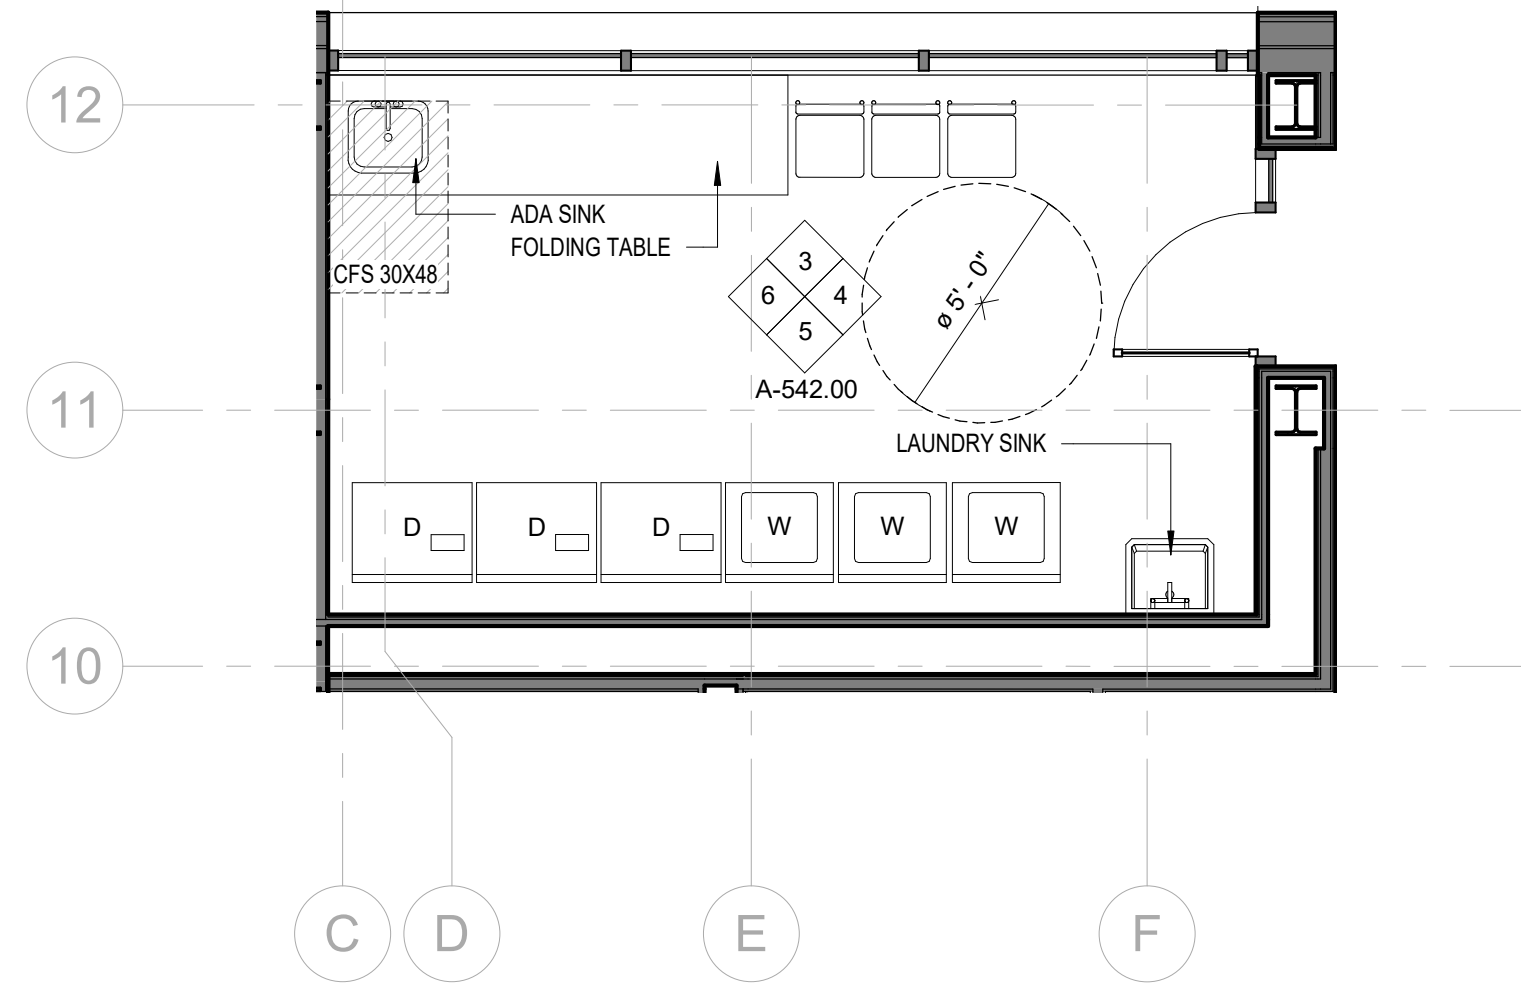 12
ADA SINK
FOLDING TABLE
CFS 30X48
3
6
4
5
A-542.00
ø 5' - 0"
11
LAUNDRY SINK
D
D
D
W
W
W
10
C
D
E
F